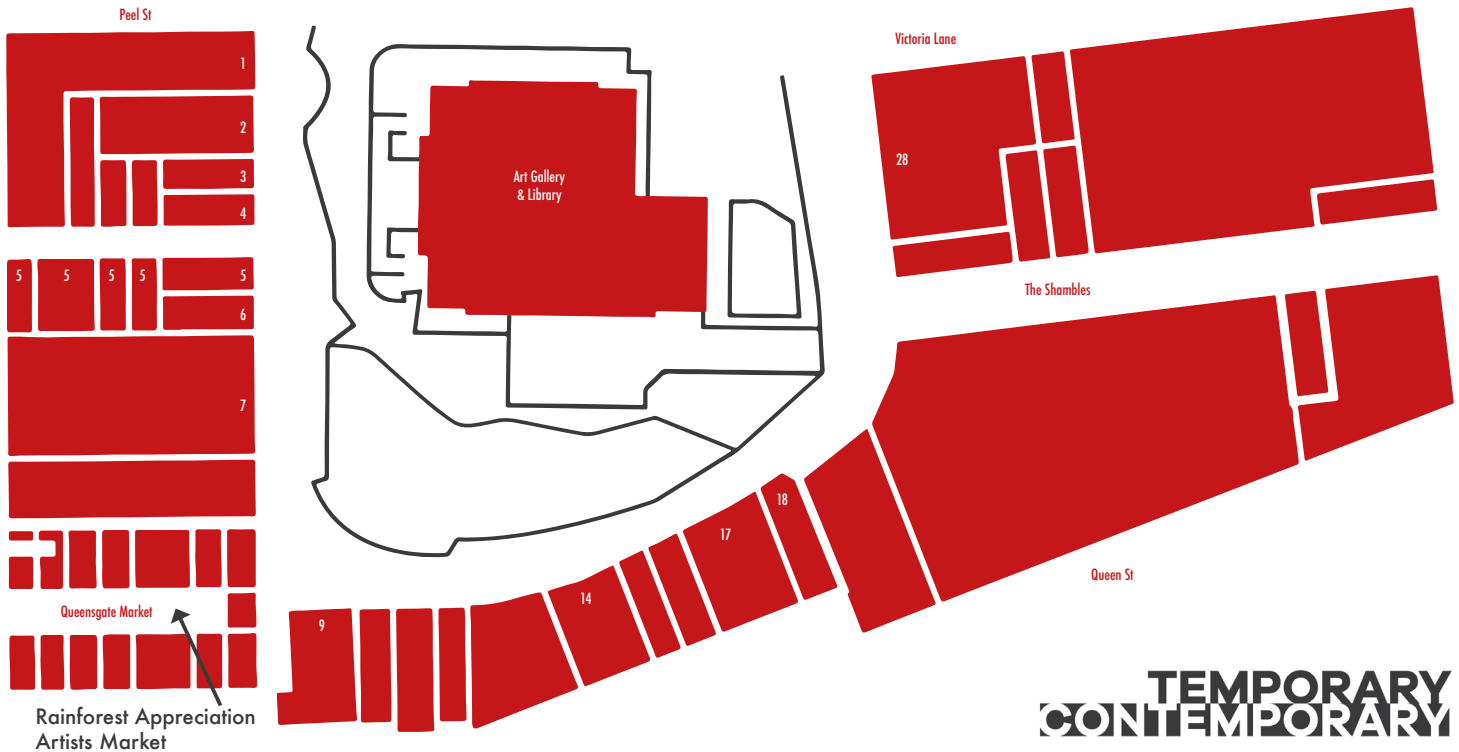 Peel St
1
2
3
4
5
5
5
5
5
6
7
Queensgate Market
Rainforest Appreciation
Artists Market
Art Gallery
& Library
9
14
17
18
Victoria Lane
28
The Shambles
Queen St
TEMPORARY
CONTEMPORARY